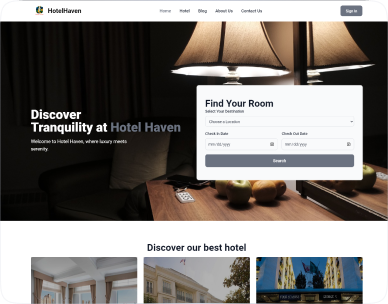 HotelHaven
Home Hotel Blog About Us Contact Us
Sign In
Discover
Tranquility at Hotel Haven
Welcome to Hotel Haven, where luxury meets
serenity.
Find Your Room
Select Your Destination
Choose a Location
Check In Date Check Out Date
mm/dd/yyyy mm/dd/yyyy
Search
Discover our best hotel